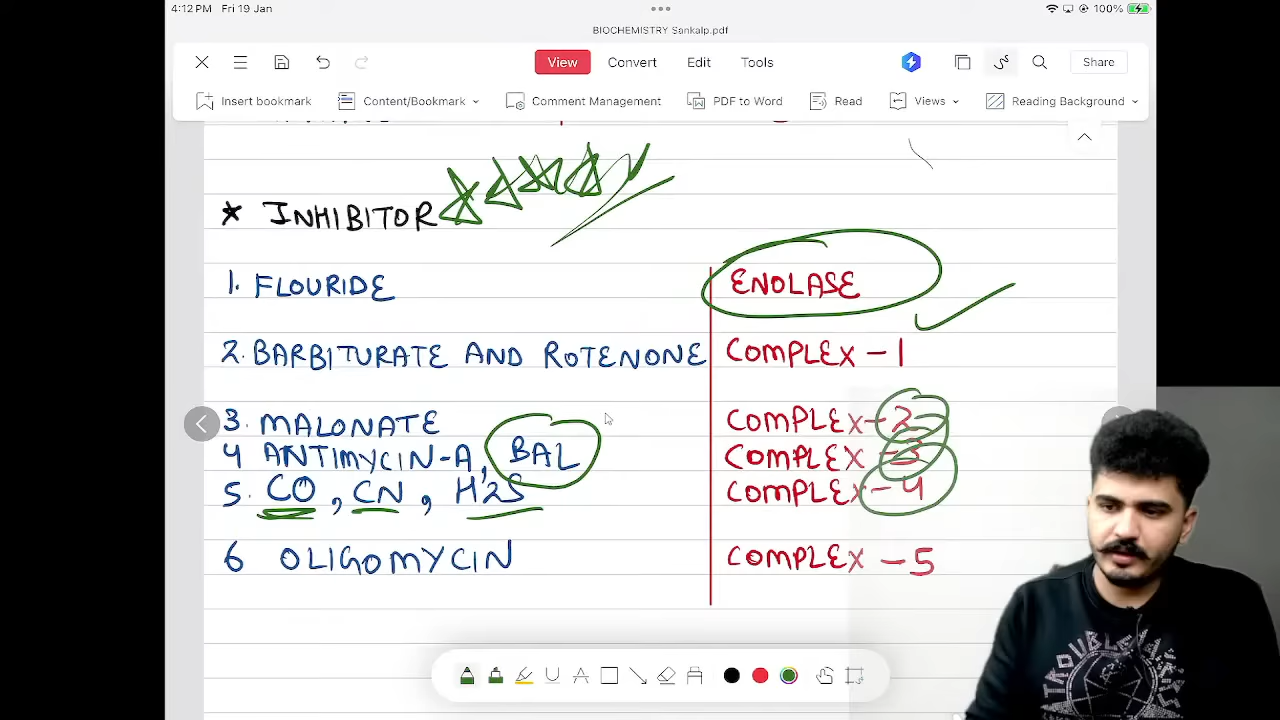 4:12 PM Fri 19 Jan
100%
BIOCHEMISTRY Sankalp.pdf
View Convert Edit Tools Share
Insert bookmark Content/Bookmark Comment Management PDF to Word Read Views Reading Background
* INHIBITOR
1. FLOURIDE ENOLASE
2. BARBITURATE AND ROTENONE COMPLEX - 1
3. MALONATE COMPLEX - 2
4 ANTIMYCIN-A, BAL COMPLEX - 3
5. CO, CN, H2S COMPLEX - 4
6 OLIGOMYCIN COMPLEX - 5
TROUBLEMAKERS